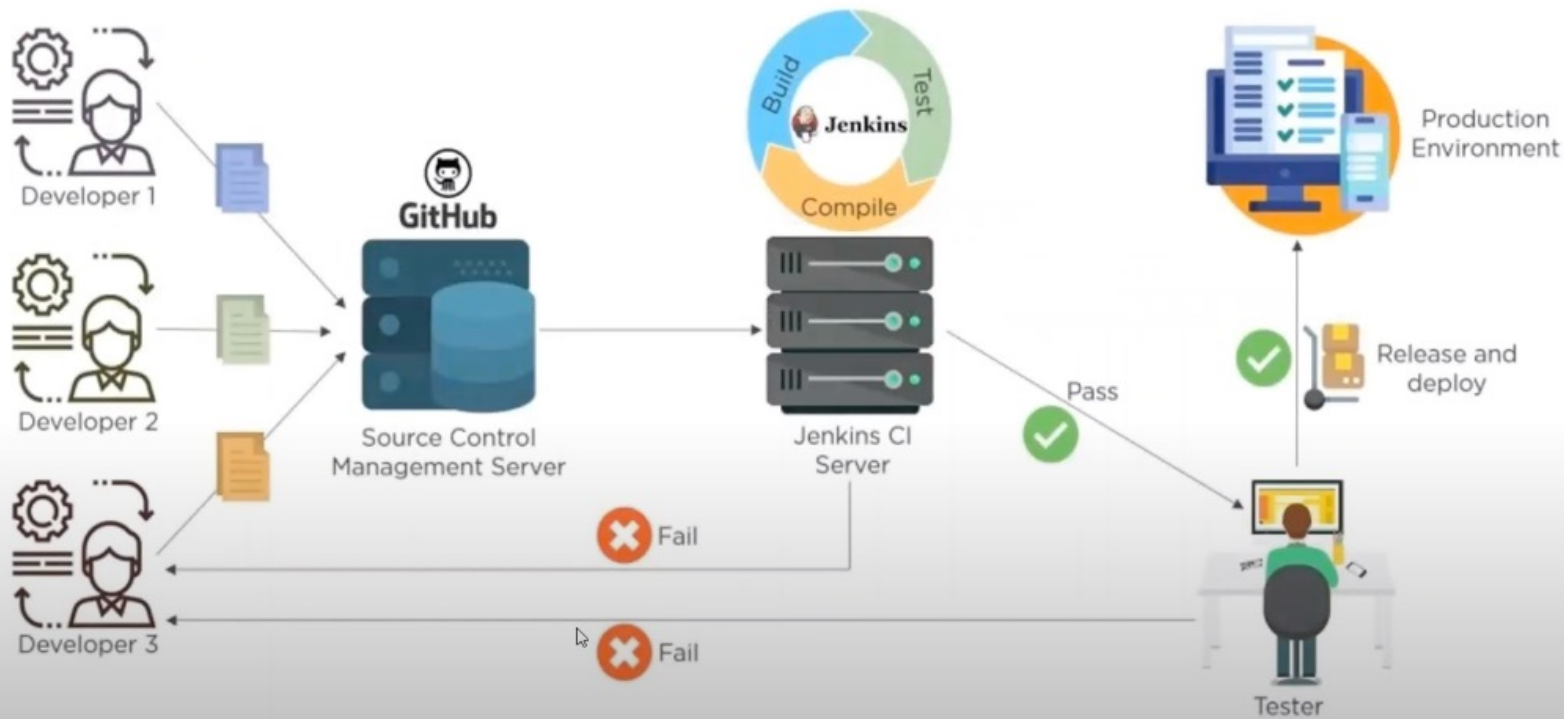 Developer 1
Developer 2
Developer 3
GitHub
Source Control
Management Server
Build
Test
Compile
Jenkins
Jenkins CI
Server
Pass
Fail
Fail
Tester
Release and
deploy
Production
Environment